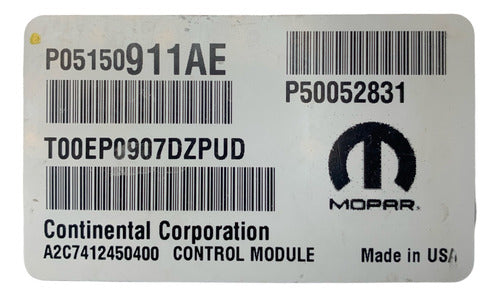 P05150911AE
P50052831
T00EP0907DZPUD
MOPAR
Continental Corporation
A2C7412450400 CONTROL MODULE Made in USA